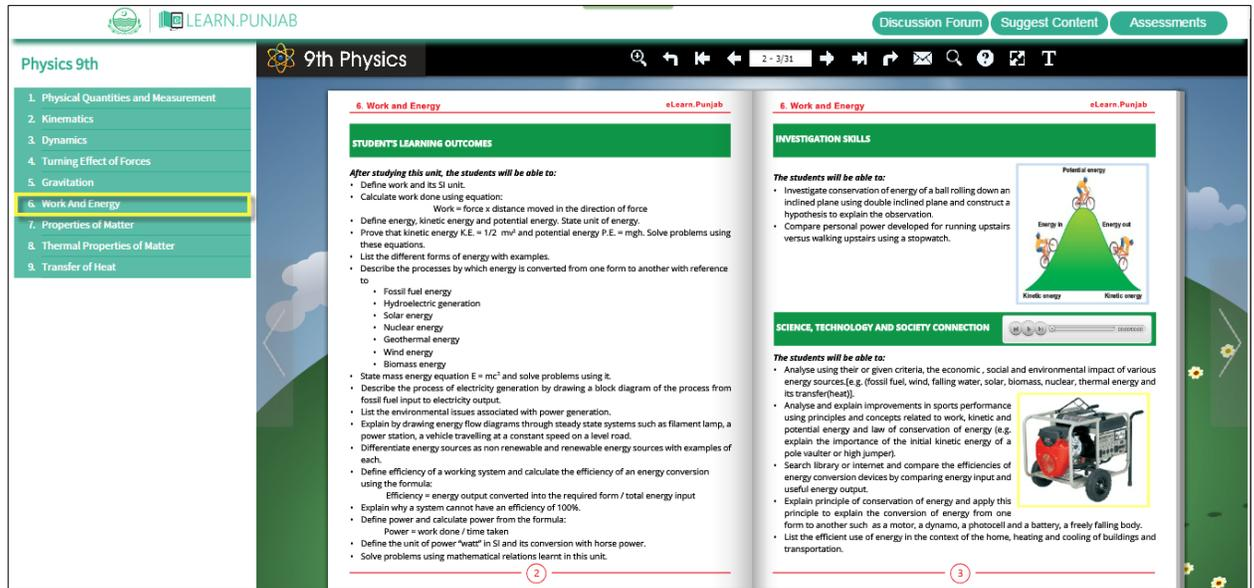 LEARN.PUNJAB
Discussion Forum
Suggest Content
Assessments
Physics 9th
1. Physical Quantities and Measurement
2. Kinematics
3. Dynamics
4. Turning Effect of Forces
5. Gravitation
6. Work And Energy
7. Properties of Matter
8. Thermal Properties of Matter
9. Transfer of Heat
9th Physics
2 - 3/31
T
6. Work and Energy
eLearn.Punjab
STUDENT'S LEARNING OUTCOMES
After studying this unit, the students will be able to:
• Define work and its SI unit.
• Calculate work done using equation:
Work = force x distance moved in the direction of force
• Define energy, kinetic energy and potential energy. State unit of energy.
• Prove that kinetic energy K.E. = 1/2 mv² and potential energy P.E. = mgh. Solve problems using
these equations.
• List the different forms of energy with examples.
• Describe the processes by which energy is converted from one form to another with reference
to
• Fossil fuel energy
• Hydroelectric generation
• Solar energy
• Nuclear energy
• Geothermal energy
• Wind energy
• Biomass energy
• State mass energy equation E = mc² and solve problems using it.
• Describe the process of electricity generation by drawing a block diagram of the process from
fossil fuel input to electricity output.
• List the environmental issues associated with power generation.
• Explain by drawing energy flow diagrams through steady state systems such as filament lamp, a
power station, a vehicle travelling at a constant speed on a level road.
• Differentiate energy sources as non renewable and renewable energy sources with examples of
each.
• Define efficiency of a working system and calculate the efficiency of an energy conversion
using the formula:
Efficiency = energy output converted into the required form / total energy input
• Explain why a system cannot have an efficiency of 100%.
• Define power and calculate power from the formula:
Power = work done / time taken
• Define the unit of power "watt" in SI and its conversion with horse power.
• Solve problems using mathematical relations learnt in this unit.
2
6. Work and Energy
eLearn.Punjab
INVESTIGATION SKILLS
The students will be able to:
• Investigate conservation of energy of a ball rolling down an
inclined plane using double inclined plane and construct a
hypothesis to explain the observation.
• Compare personal power developed for running upstairs
versus walking upstairs using a stopwatch.
Potential energy
Energy in
Energy out
Kinetic energy
Kinetic energy
SCIENCE, TECHNOLOGY AND SOCIETY CONNECTION
The students will be able to:
• Analyse using their or given criteria, the economic , social and environmental impact of various
energy sources.[e.g. (fossil fuel, wind, falling water, solar, biomass, nuclear, thermal energy and
its transfer(heat)].
• Analyse and explain improvements in sports performance
using principles and concepts related to work, kinetic and
potential energy and law of conservation of energy (e.g.
explain the importance of the initial kinetic energy of a
pole vaulter or high jumper).
• Search library or internet and compare the efficiencies of
energy conversion devices by comparing energy input and
useful energy output.
• Explain principle of conservation of energy and apply this
principle to explain the conversion of energy from one
form to another such as a motor, a dynamo, a photocell and a battery, a freely falling body.
• List the efficient use of energy in the context of the home, heating and cooling of buildings and
transportation.
3